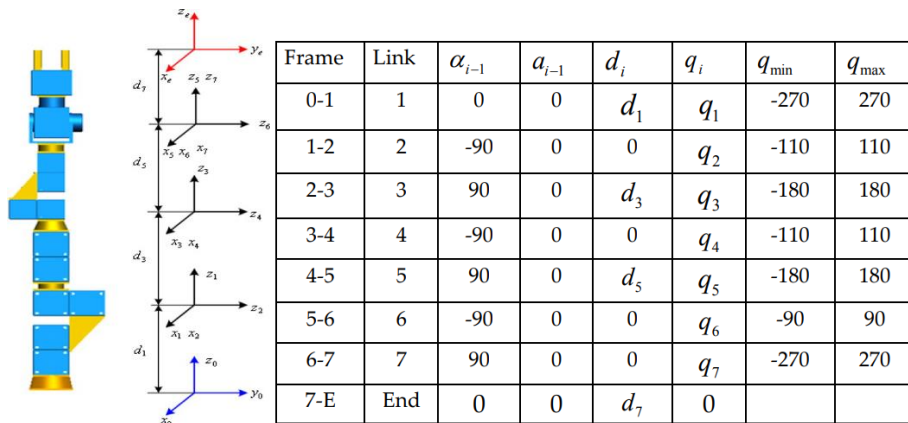 z_e
y_e
x_e
d_7
z_5 z_7
z_6
x_5 x_6 x_7
d_5
z_3
z_4
x_3 x_4
d_3
z_1
z_2
x_1 x_2
d_1
z_0
y_0
Frame Link α_{i−1} a_{i−1} d_i q_i q_min q_max
0-1 1 0 0 d_1 q_1 -270 270
1-2 2 -90 0 0 q_2 -110 110
2-3 3 90 0 d_3 q_3 -180 180
3-4 4 -90 0 0 q_4 -110 110
4-5 5 90 0 d_5 q_5 -180 180
5-6 6 -90 0 0 q_6 -90 90
6-7 7 90 0 0 q_7 -270 270
7-E End 0 0 d_7 0